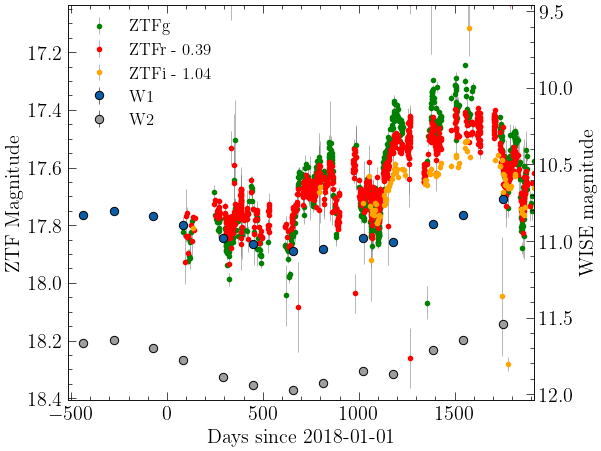 ZTFg
ZTFr - 0.39
ZTFi - 1.04
W1
W2
ZTF Magnitude
17.2
17.4
17.6
17.8
18.0
18.2
18.4
WISE magnitude
9.5
10.0
10.5
11.0
11.5
12.0
−500
0
500
1000
1500
Days since 2018-01-01